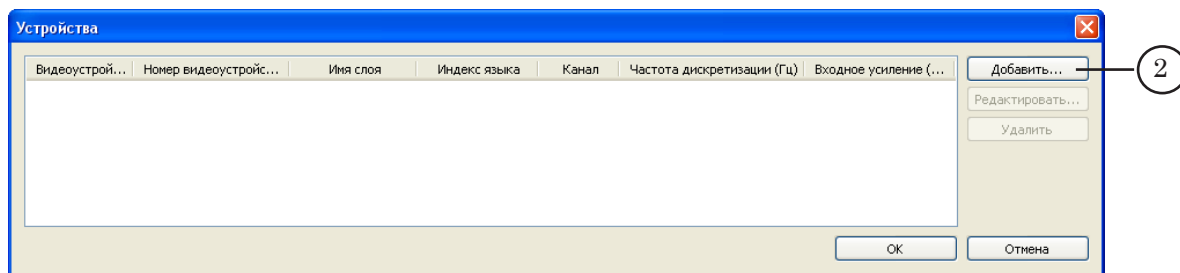 Устройства
Видеоустрой... Номер видеоустройс... Имя слоя Индекс языка Канал Частота дискретизации (Гц) Входное усиление (... Добавить... 2
Редактировать...
Удалить
OK Отмена